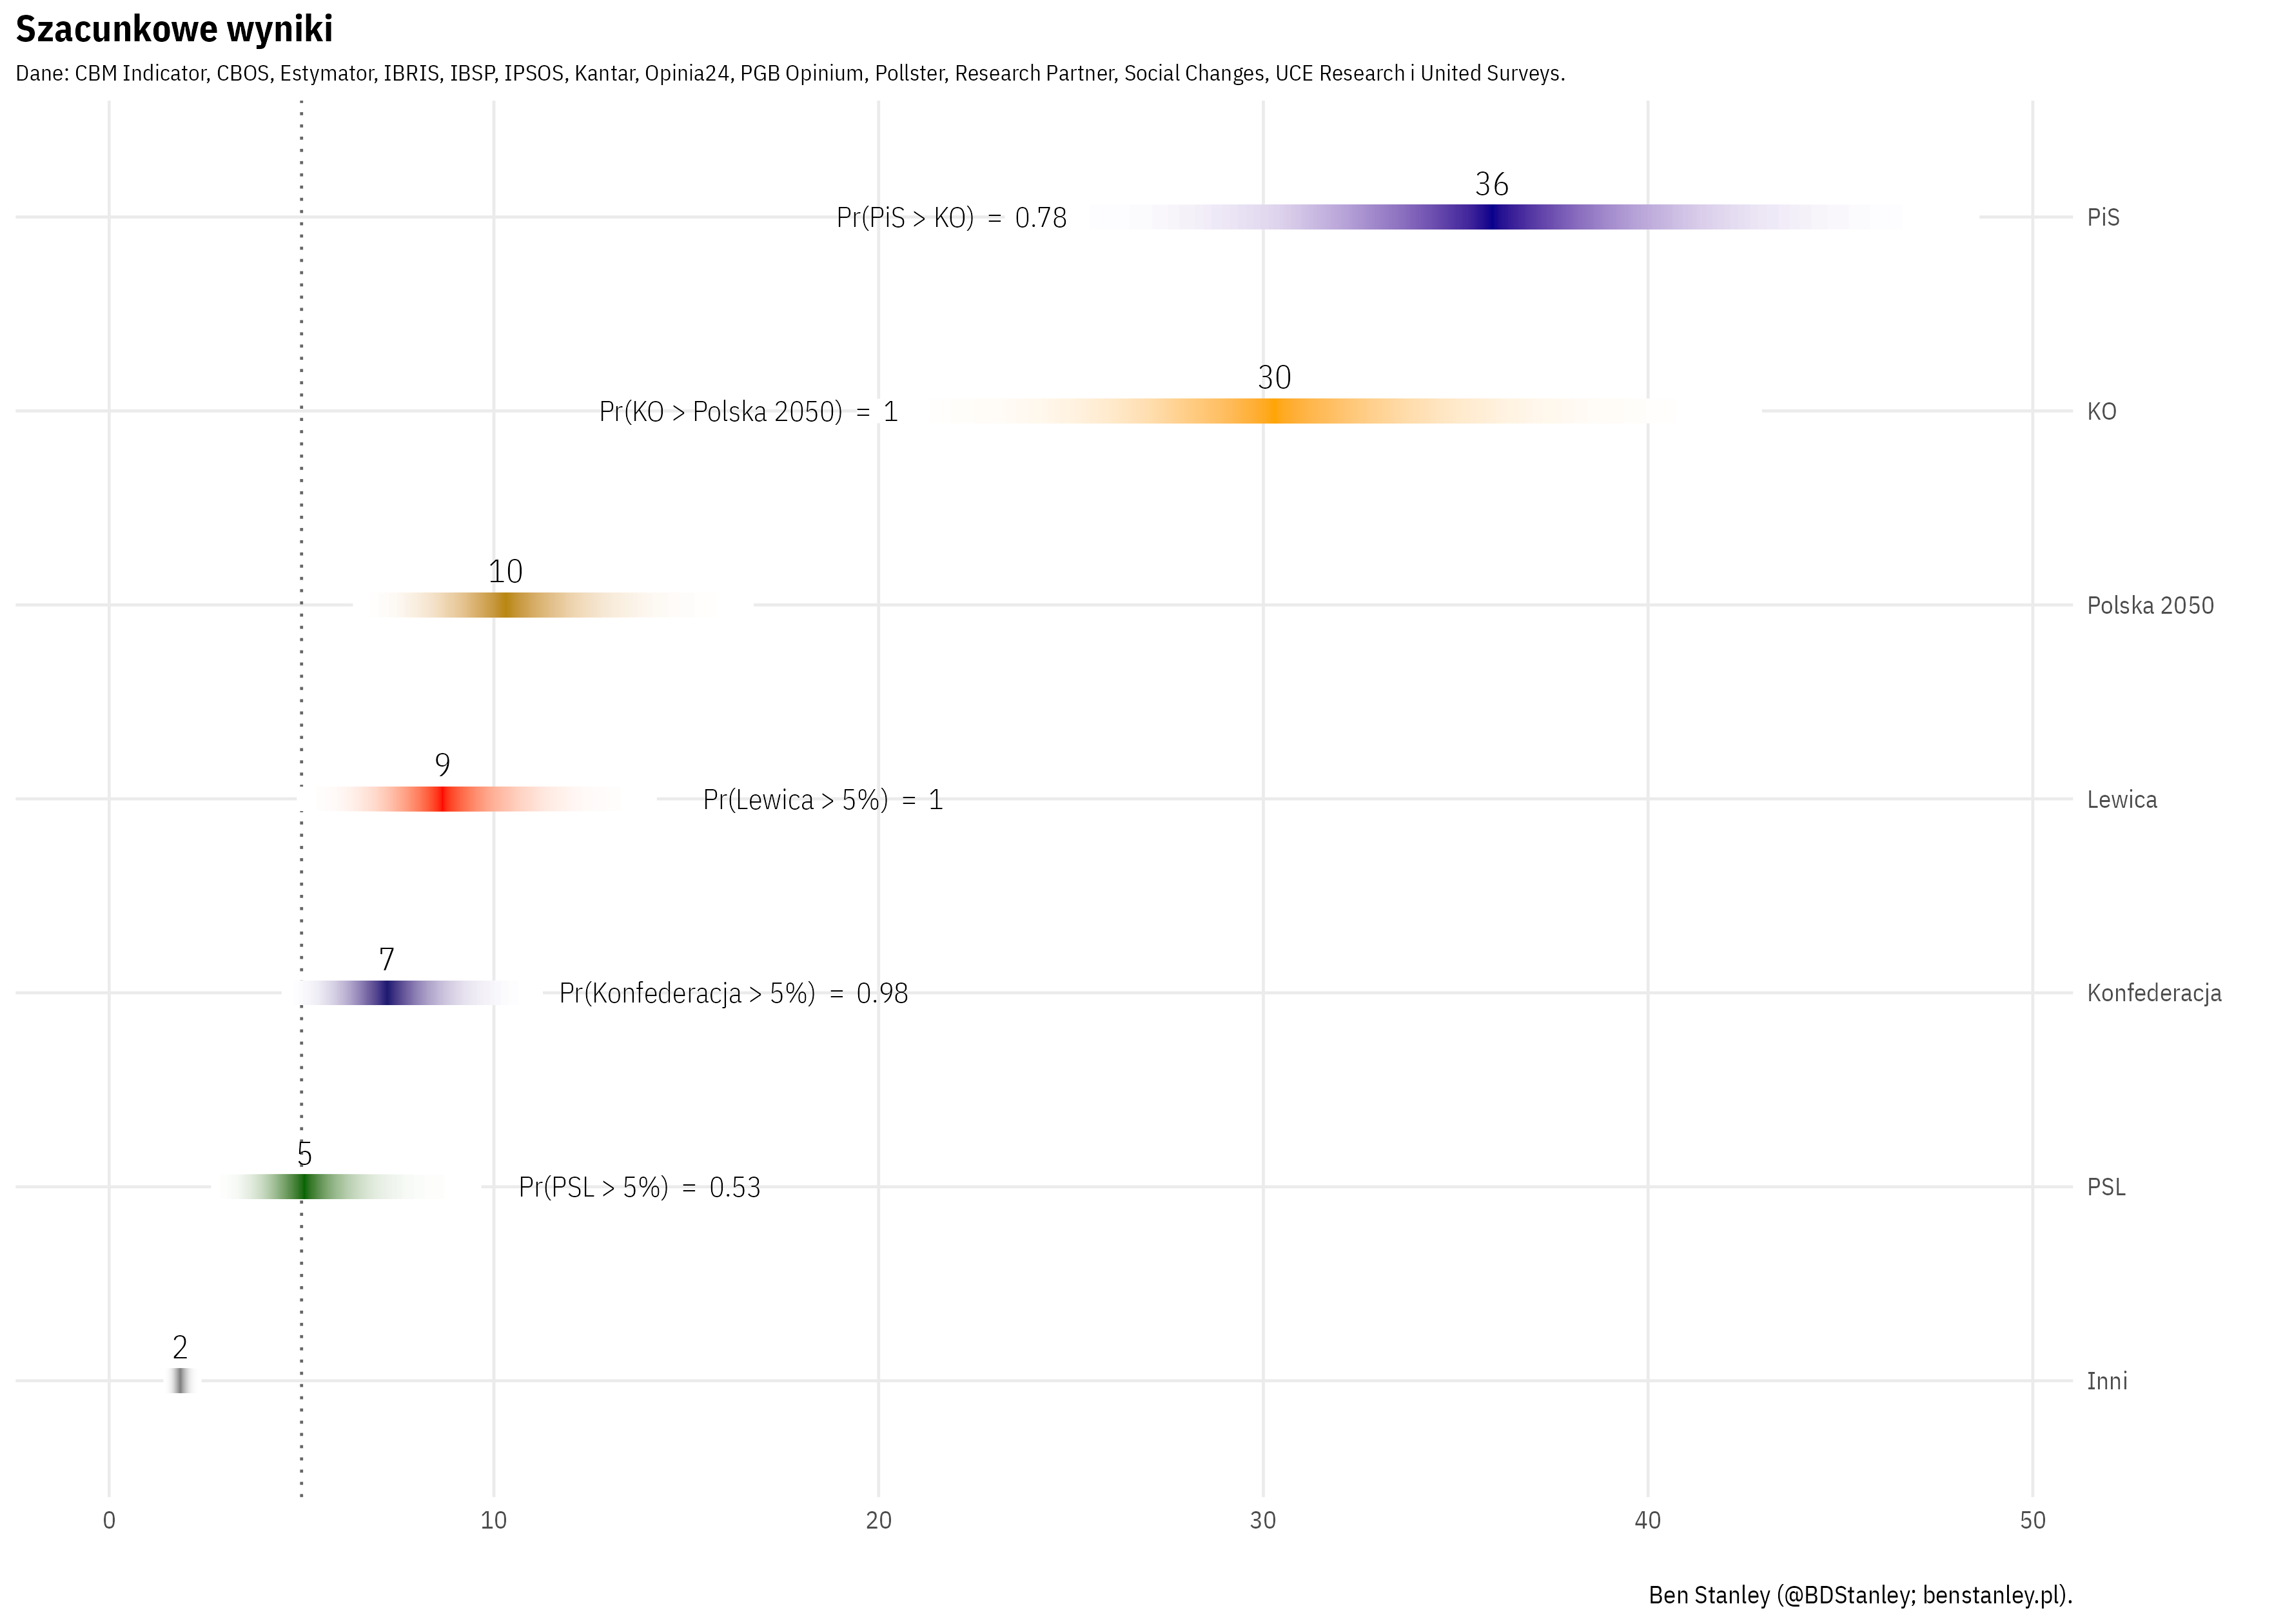 Szacunkowe wyniki
Dane: CBM Indicator, CBOS, Estymator, IBRIS, IBSP, IPSOS, Kantar, Opinia24, PGB Opinium, Pollster, Research Partner, Social Changes, UCE Research i United Surveys.
36
Pr(PiS > KO) = 0.78
PiS
30
Pr(KO > Polska 2050) = 1
KO
10
Polska 2050
9
Pr(Lewica > 5%) = 1
Lewica
7
Pr(Konfederacja > 5%) = 0.98
Konfederacja
5
Pr(PSL > 5%) = 0.53
PSL
2
Inni
0 10 20 30 40 50
Ben Stanley (@BDStanley; benstanley.pl).